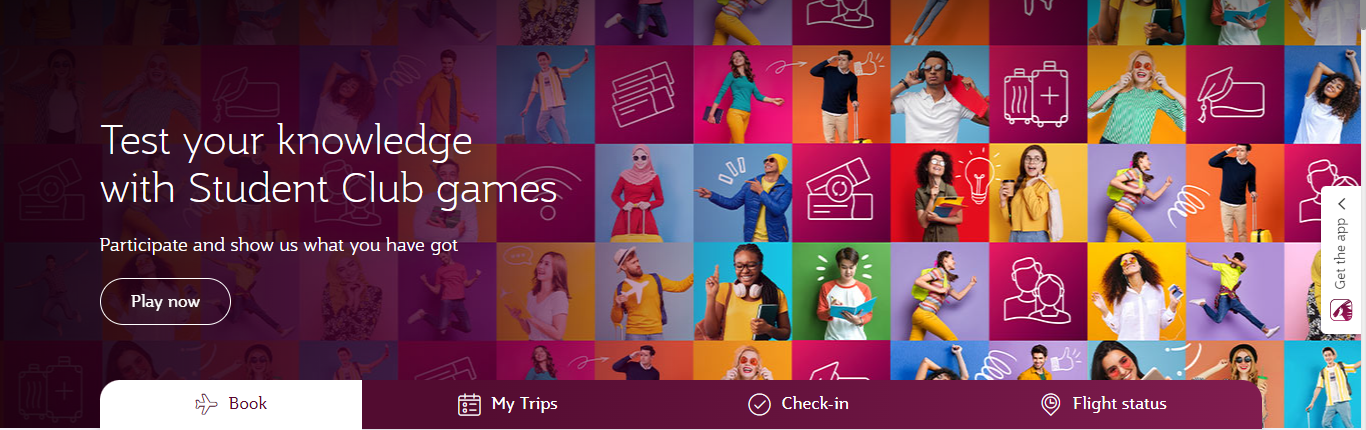 Test your knowledge
with Student Club games
Participate and show us what you have got
Play now
Get the app
Book
My Trips
Check-in
Flight status